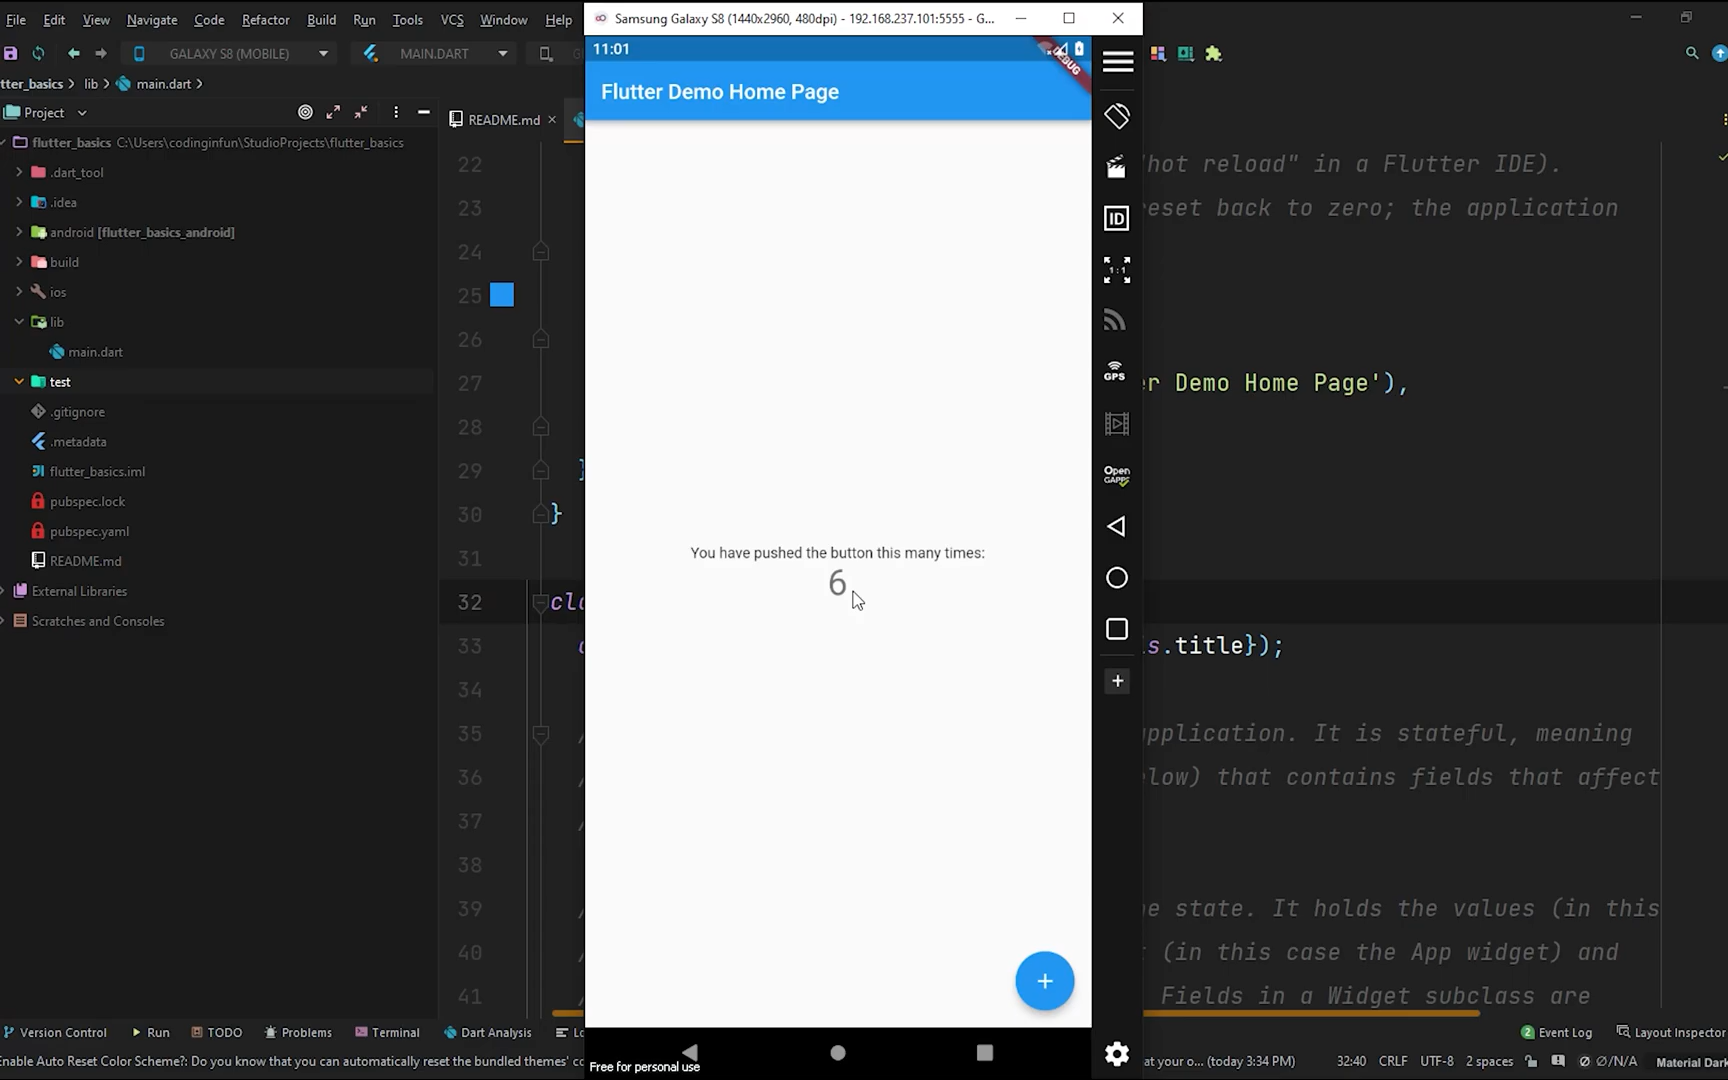 File Edit View Navigate Code Refactor Build Run Tools VCS Window Help
Samsung Galaxy S8 (1440x2960, 480dpi) - 192.168.237.101:5555 - G...
GALAXY S8 (MOBILE) MAIN.DART
11:01
DEBUG
tter_basics lib main.dart
Flutter Demo Home Page
Project
README.md
flutter_basics C:\Users\codinginfun\StudioProjects\flutter_basics
.dart_tool
.idea
android [flutter_basics_android]
build
ios
lib
main.dart
test
.gitignore
.metadata
flutter_basics.iml
pubspec.lock
pubspec.yaml
README.md
External Libraries
Scratches and Consoles
22 "hot reload" in a Flutter IDE).
23 reset back to zero; the application
24
25
26
27 er Demo Home Page'),
28
29 }
30 }
31
32 cla
33 is.title});
34
35 / pplication. It is stateful, meaning
36 / low) that contains fields that affect
37 /
38
39 / e state. It holds the values (in this
40 / t (in this case the App widget) and
41 / Fields in a Widget subclass are
You have pushed the button this many times:
6
+
ID
1:1
GPS
Open
GAPPS
+
Free for personal use
Version Control Run TODO Problems Terminal Dart Analysis Lo
2 Event Log Layout Inspector
Enable Auto Reset Color Scheme?: Do you know that you can automatically reset the bundled themes' co
at your o... (today 3:34 PM) 32:40 CRLF UTF-8 2 spaces Ø/N/A Material Dark